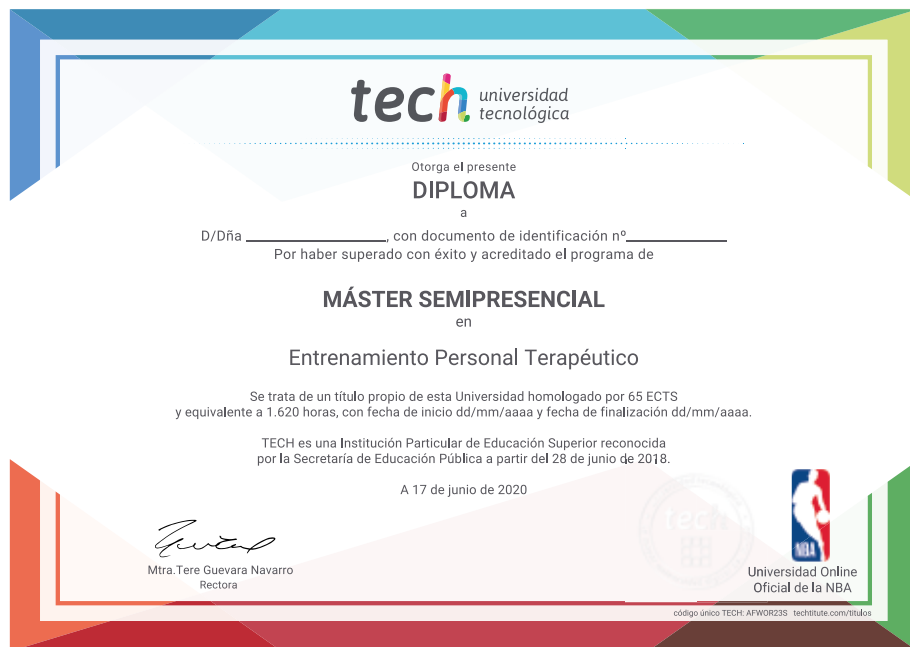 tech universidad
tecnológica
Otorga el presente
DIPLOMA
a
D/Dña ____________, con documento de identificación nº____________
Por haber superado con éxito y acreditado el programa de
MÁSTER SEMIPRESENCIAL
en
Entrenamiento Personal Terapéutico
Se trata de un título propio de esta Universidad homologado por 65 ECTS
y equivalente a 1.620 horas, con fecha de inicio dd/mm/aaaa y fecha de finalización dd/mm/aaaa.
TECH es una Institución Particular de Educación Superior reconocida
por la Secretaría de Educación Pública a partir del 28 de junio de 2018.
A 17 de junio de 2020
tech
NBA
Mtra.Tere Guevara Navarro
Rectora
Universidad Online
Oficial de la NBA
código único TECH: AFWOR23S techtitute.com/titulos